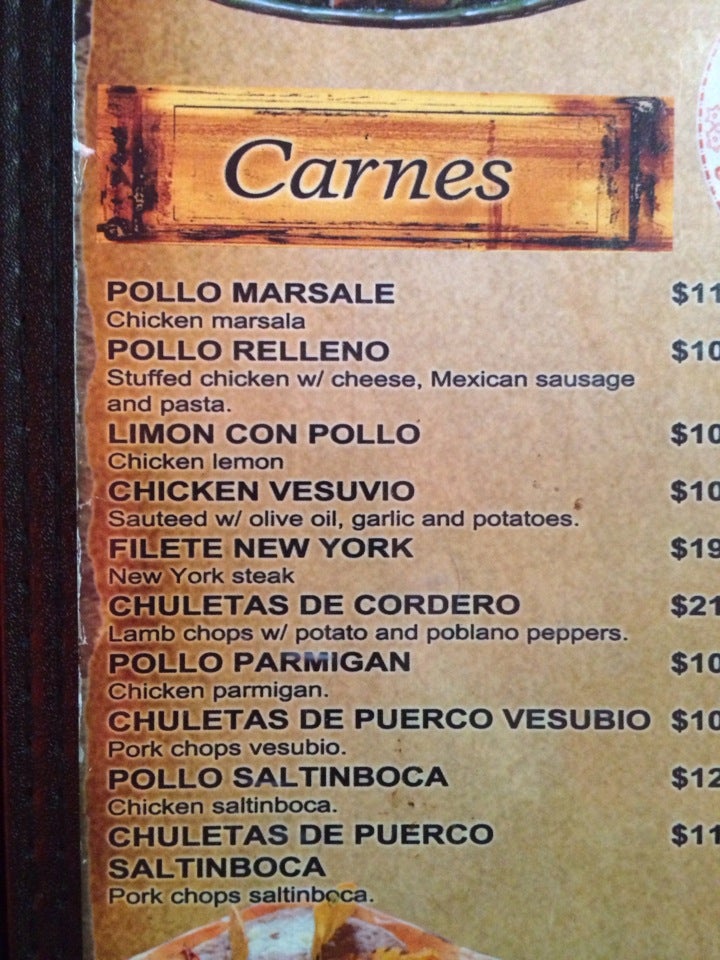 Carnes
POLLO MARSALE $11
Chicken marsala
POLLO RELLENO $10
Stuffed chicken w/ cheese, Mexican sausage
and pasta.
LIMON CON POLLO $10
Chicken lemon
CHICKEN VESUVIO $10
Sauteed w/ olive oil, garlic and potatoes.
FILETE NEW YORK $19
New York steak
CHULETAS DE CORDERO $21
Lamb chops w/ potato and poblano peppers.
POLLO PARMIGAN $10
Chicken parmigan.
CHULETAS DE PUERCO VESUBIO $10
Pork chops vesubio.
POLLO SALTINBOCA $12
Chicken saltinboca.
CHULETAS DE PUERCO $11
SALTINBOCA
Pork chops saltinboca.